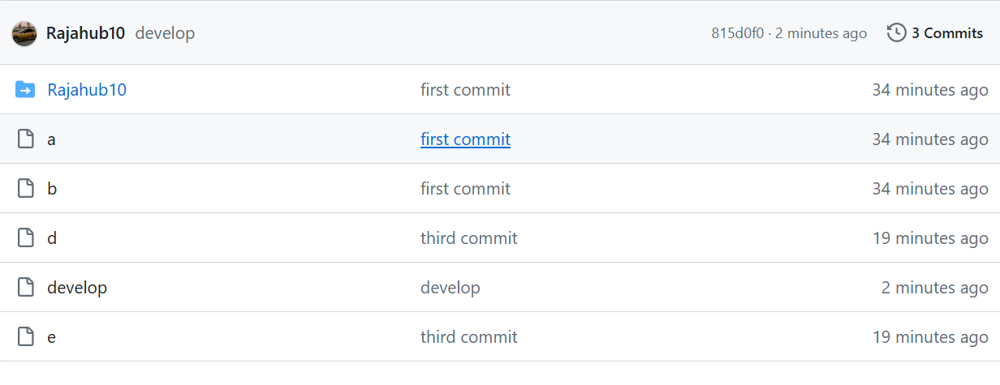 Rajahub10 develop 815d0f0 · 2 minutes ago 3 Commits
Rajahub10 first commit 34 minutes ago
a first commit 34 minutes ago
b first commit 34 minutes ago
d third commit 19 minutes ago
develop develop 2 minutes ago
e third commit 19 minutes ago